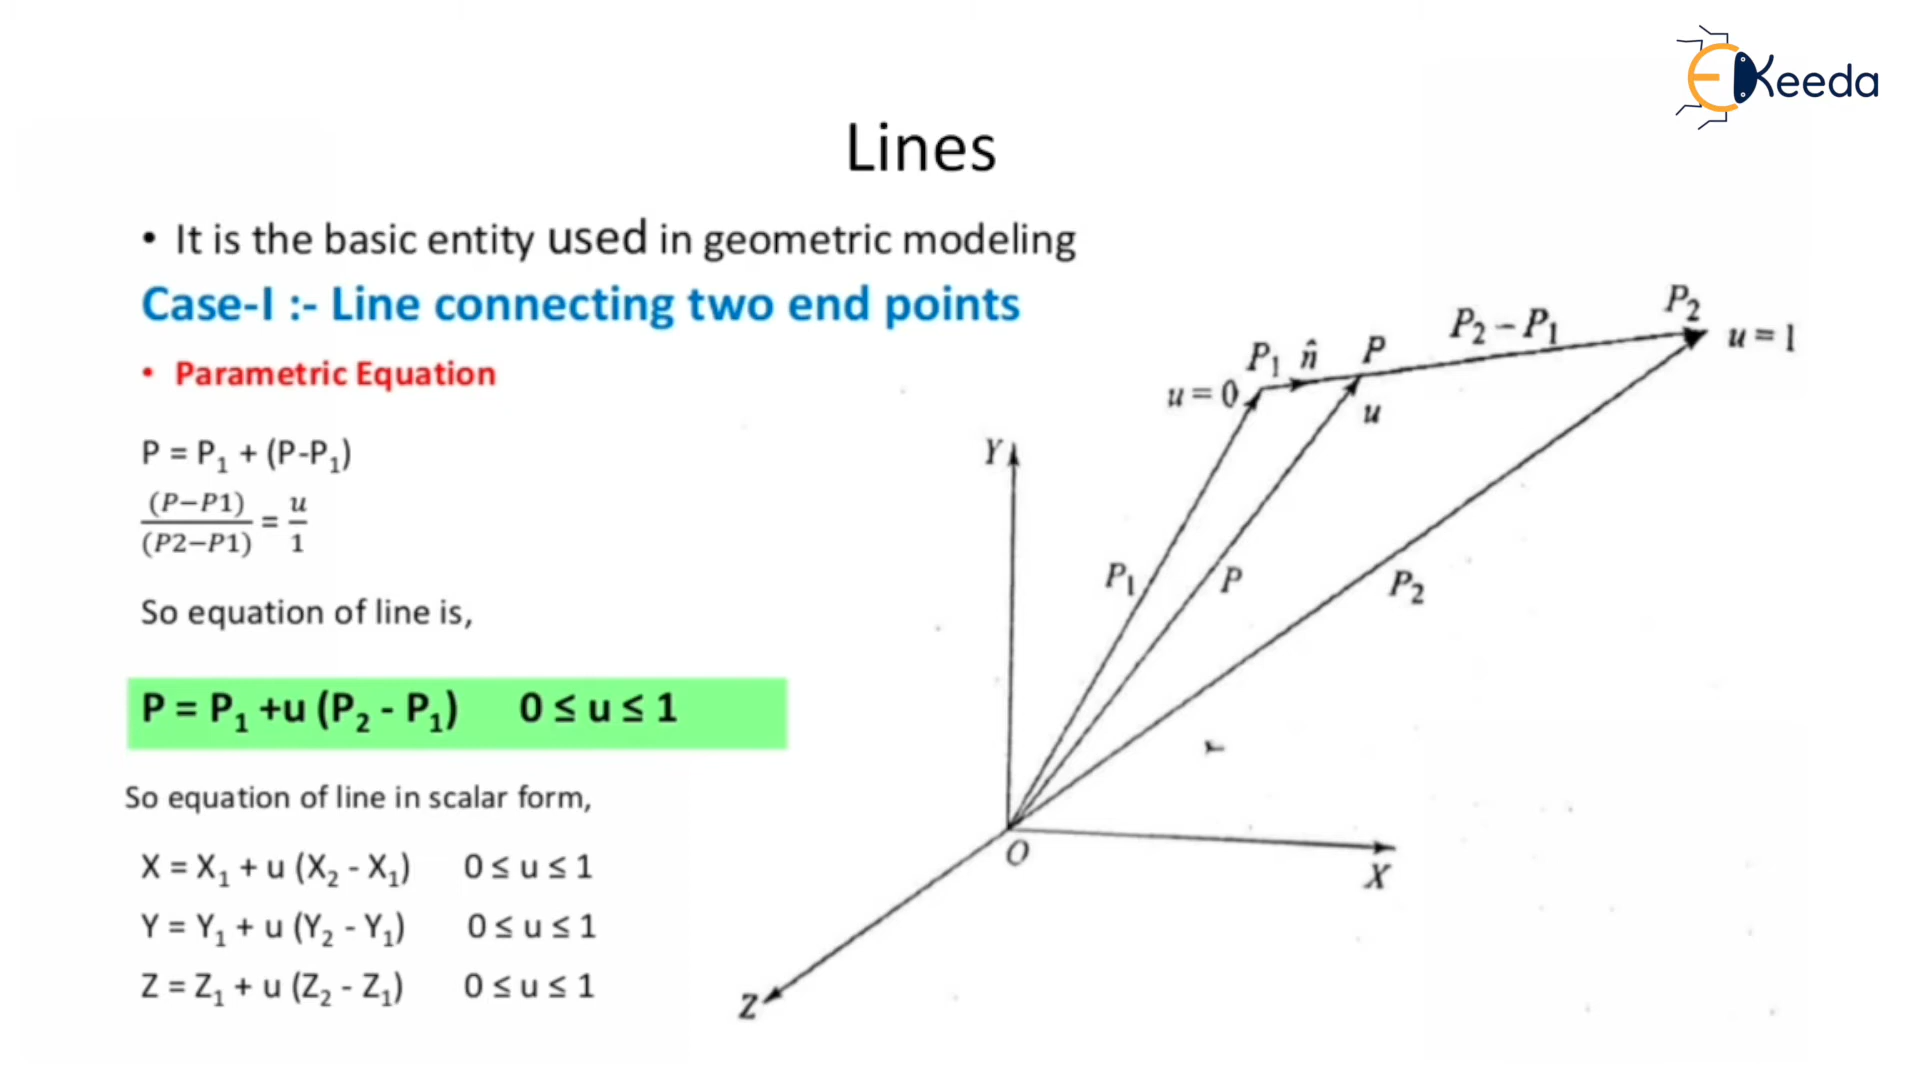 EKeeda
Lines
• It is the basic entity used in geometric modeling
Case-I :- Line connecting two end points
• Parametric Equation
P = P₁ + (P-P₁)
(P−P1)/(P2−P1) = u/1
So equation of line is,
P = P₁ +u (P₂ - P₁) 0 ≤ u ≤ 1
So equation of line in scalar form,
X = X₁ + u (X₂ - X₁) 0 ≤ u ≤ 1
Y = Y₁ + u (Y₂ - Y₁) 0 ≤ u ≤ 1
Z = Z₁ + u (Z₂ - Z₁) 0 ≤ u ≤ 1
P₂
P₂ − P₁
u = 1
P₁ n̂ P
u = 0
u
Y
P₁
P
P₂
O
X
Z